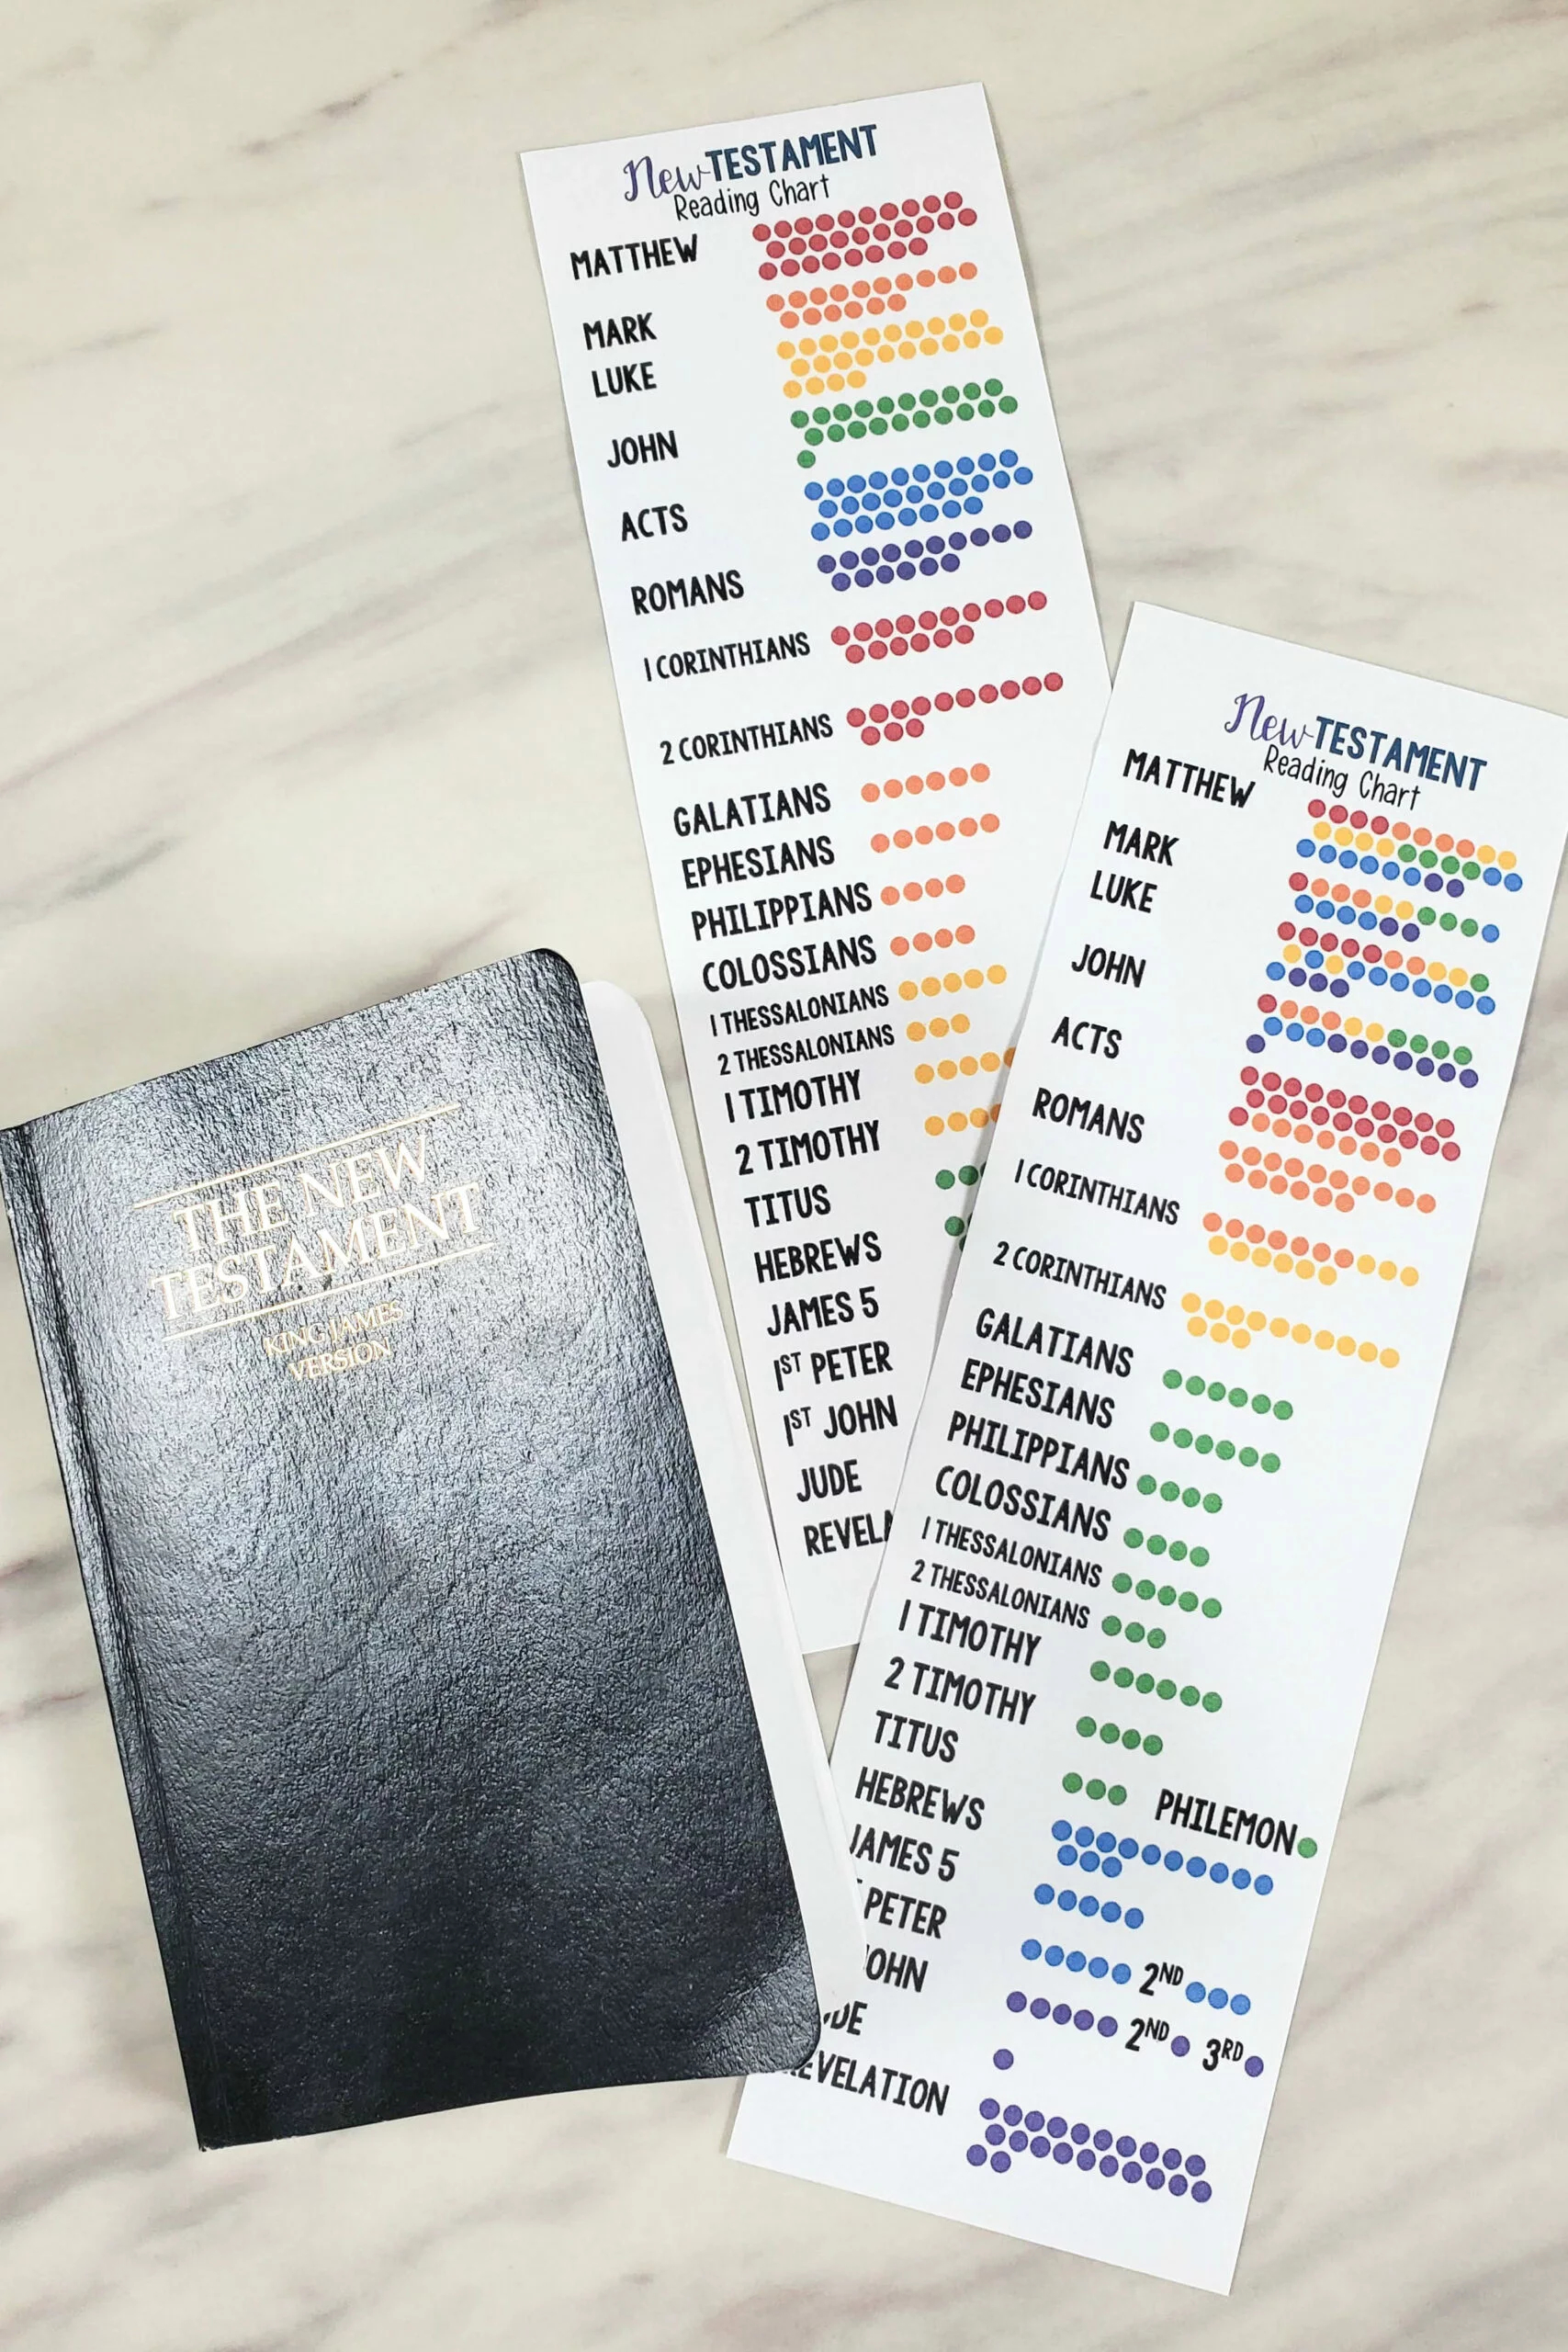 New TESTAMENT
Reading Chart
MATTHEW
MARK
LUKE
JOHN
ACTS
ROMANS
1 CORINTHIANS
2 CORINTHIANS
GALATIANS
EPHESIANS
PHILIPPIANS
COLOSSIANS
1 THESSALONIANS
2 THESSALONIANS
1 TIMOTHY
2 TIMOTHY
TITUS
HEBREWS
JAMES 5
1ST PETER
1ST JOHN
JUDE
REVELA
New TESTAMENT
Reading Chart
MATTHEW
MARK
LUKE
JOHN
ACTS
ROMANS
1 CORINTHIANS
2 CORINTHIANS
GALATIANS
EPHESIANS
PHILIPPIANS
COLOSSIANS
1 THESSALONIANS
2 THESSALONIANS
1 TIMOTHY
2 TIMOTHY
TITUS PHILEMON
HEBREWS
JAMES 5
PETER 2ND
OHN 2ND 3RD
DE
EVELATION
THE NEW
TESTAMENT
KING JAMES
VERSION